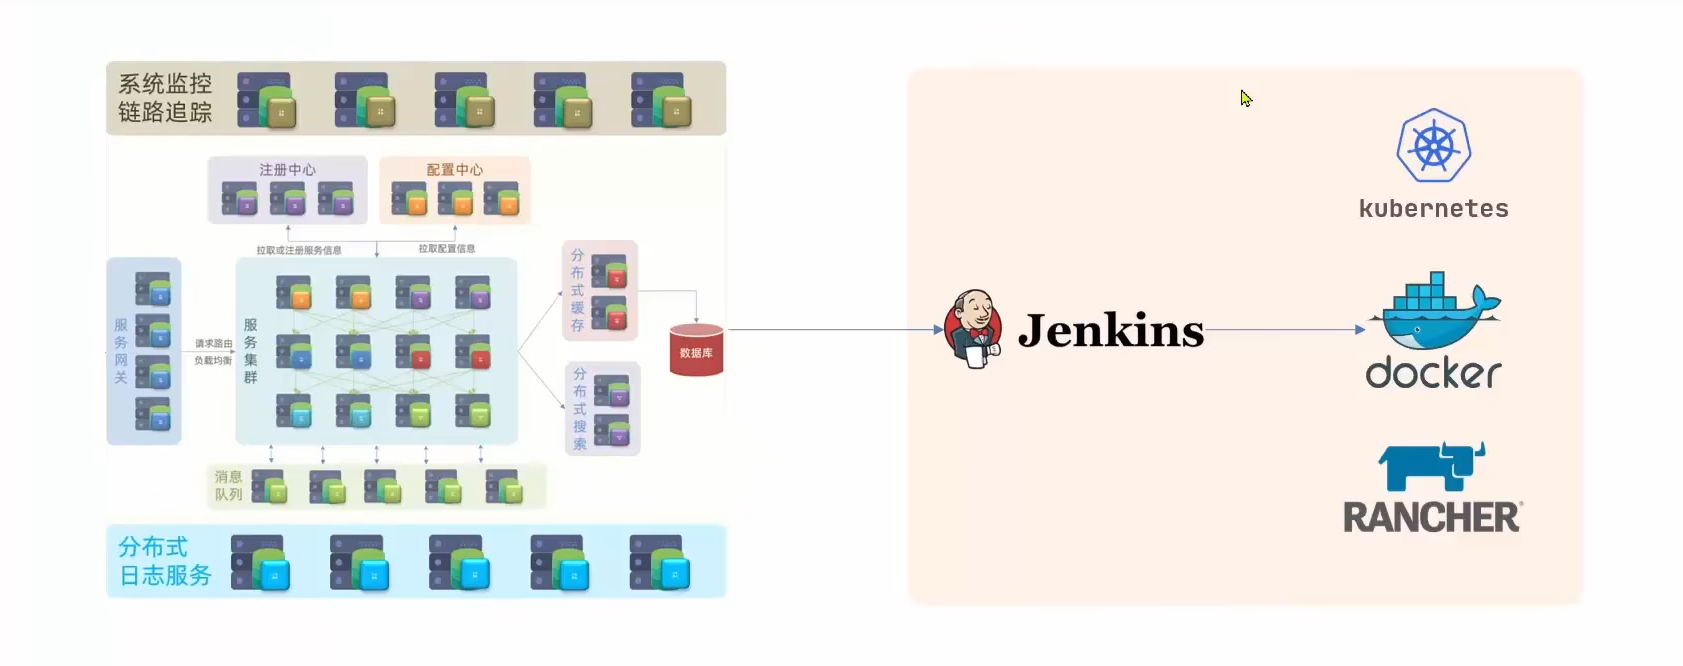 系统监控
链路追踪
注册中心
配置中心
拉取或注册服务信息
拉取配置信息
服务网关
请求路由
负载均衡
服务集群
分布式缓存
分布式搜索
数据库
消息
队列
分布式
日志服务
Jenkins
kubernetes
docker
RANCHER